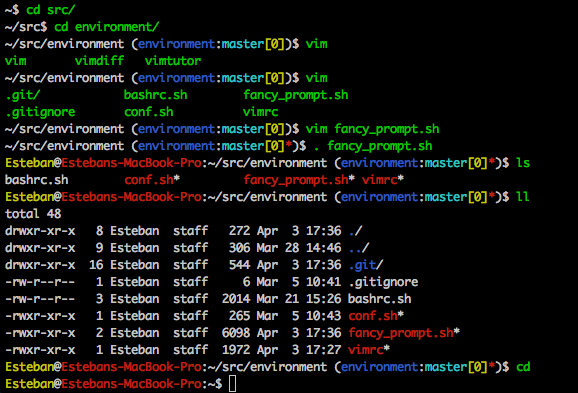 ~$ cd src/
~/src$ cd environment/
~/src/environment (environment:master[0])$ vim
vim       vimdiff   vimtutor
~/src/environment (environment:master[0])$ vim
.git/            bashrc.sh        fancy_prompt.sh
.gitignore       conf.sh          vimrc
~/src/environment (environment:master[0])$ vim fancy_prompt.sh
~/src/environment (environment:master[0]*)$ . fancy_prompt.sh
Esteban@Estebans-MacBook-Pro:~/src/environment (environment:master[0]*)$ ls
bashrc.sh        conf.sh*         fancy_prompt.sh* vimrc*
Esteban@Estebans-MacBook-Pro:~/src/environment (environment:master[0]*)$ ll
total 48
drwxr-xr-x   8 Esteban  staff   272 Apr  3 17:36 ./
drwxr-xr-x   9 Esteban  staff   306 Mar 28 14:46 ../
drwxr-xr-x  16 Esteban  staff   544 Apr  3 17:36 .git/
-rw-r--r--   1 Esteban  staff     6 Mar  5 10:41 .gitignore
-rw-r--r--   3 Esteban  staff  2014 Mar 21 15:26 bashrc.sh
-rwxr-xr-x   1 Esteban  staff   265 Mar  5 10:43 conf.sh*
-rwxr-xr-x   2 Esteban  staff  6098 Apr  3 17:36 fancy_prompt.sh*
-rwxr-xr-x   1 Esteban  staff  1972 Apr  3 17:27 vimrc*
Esteban@Estebans-MacBook-Pro:~/src/environment (environment:master[0]*)$ cd
Esteban@Estebans-MacBook-Pro:~$